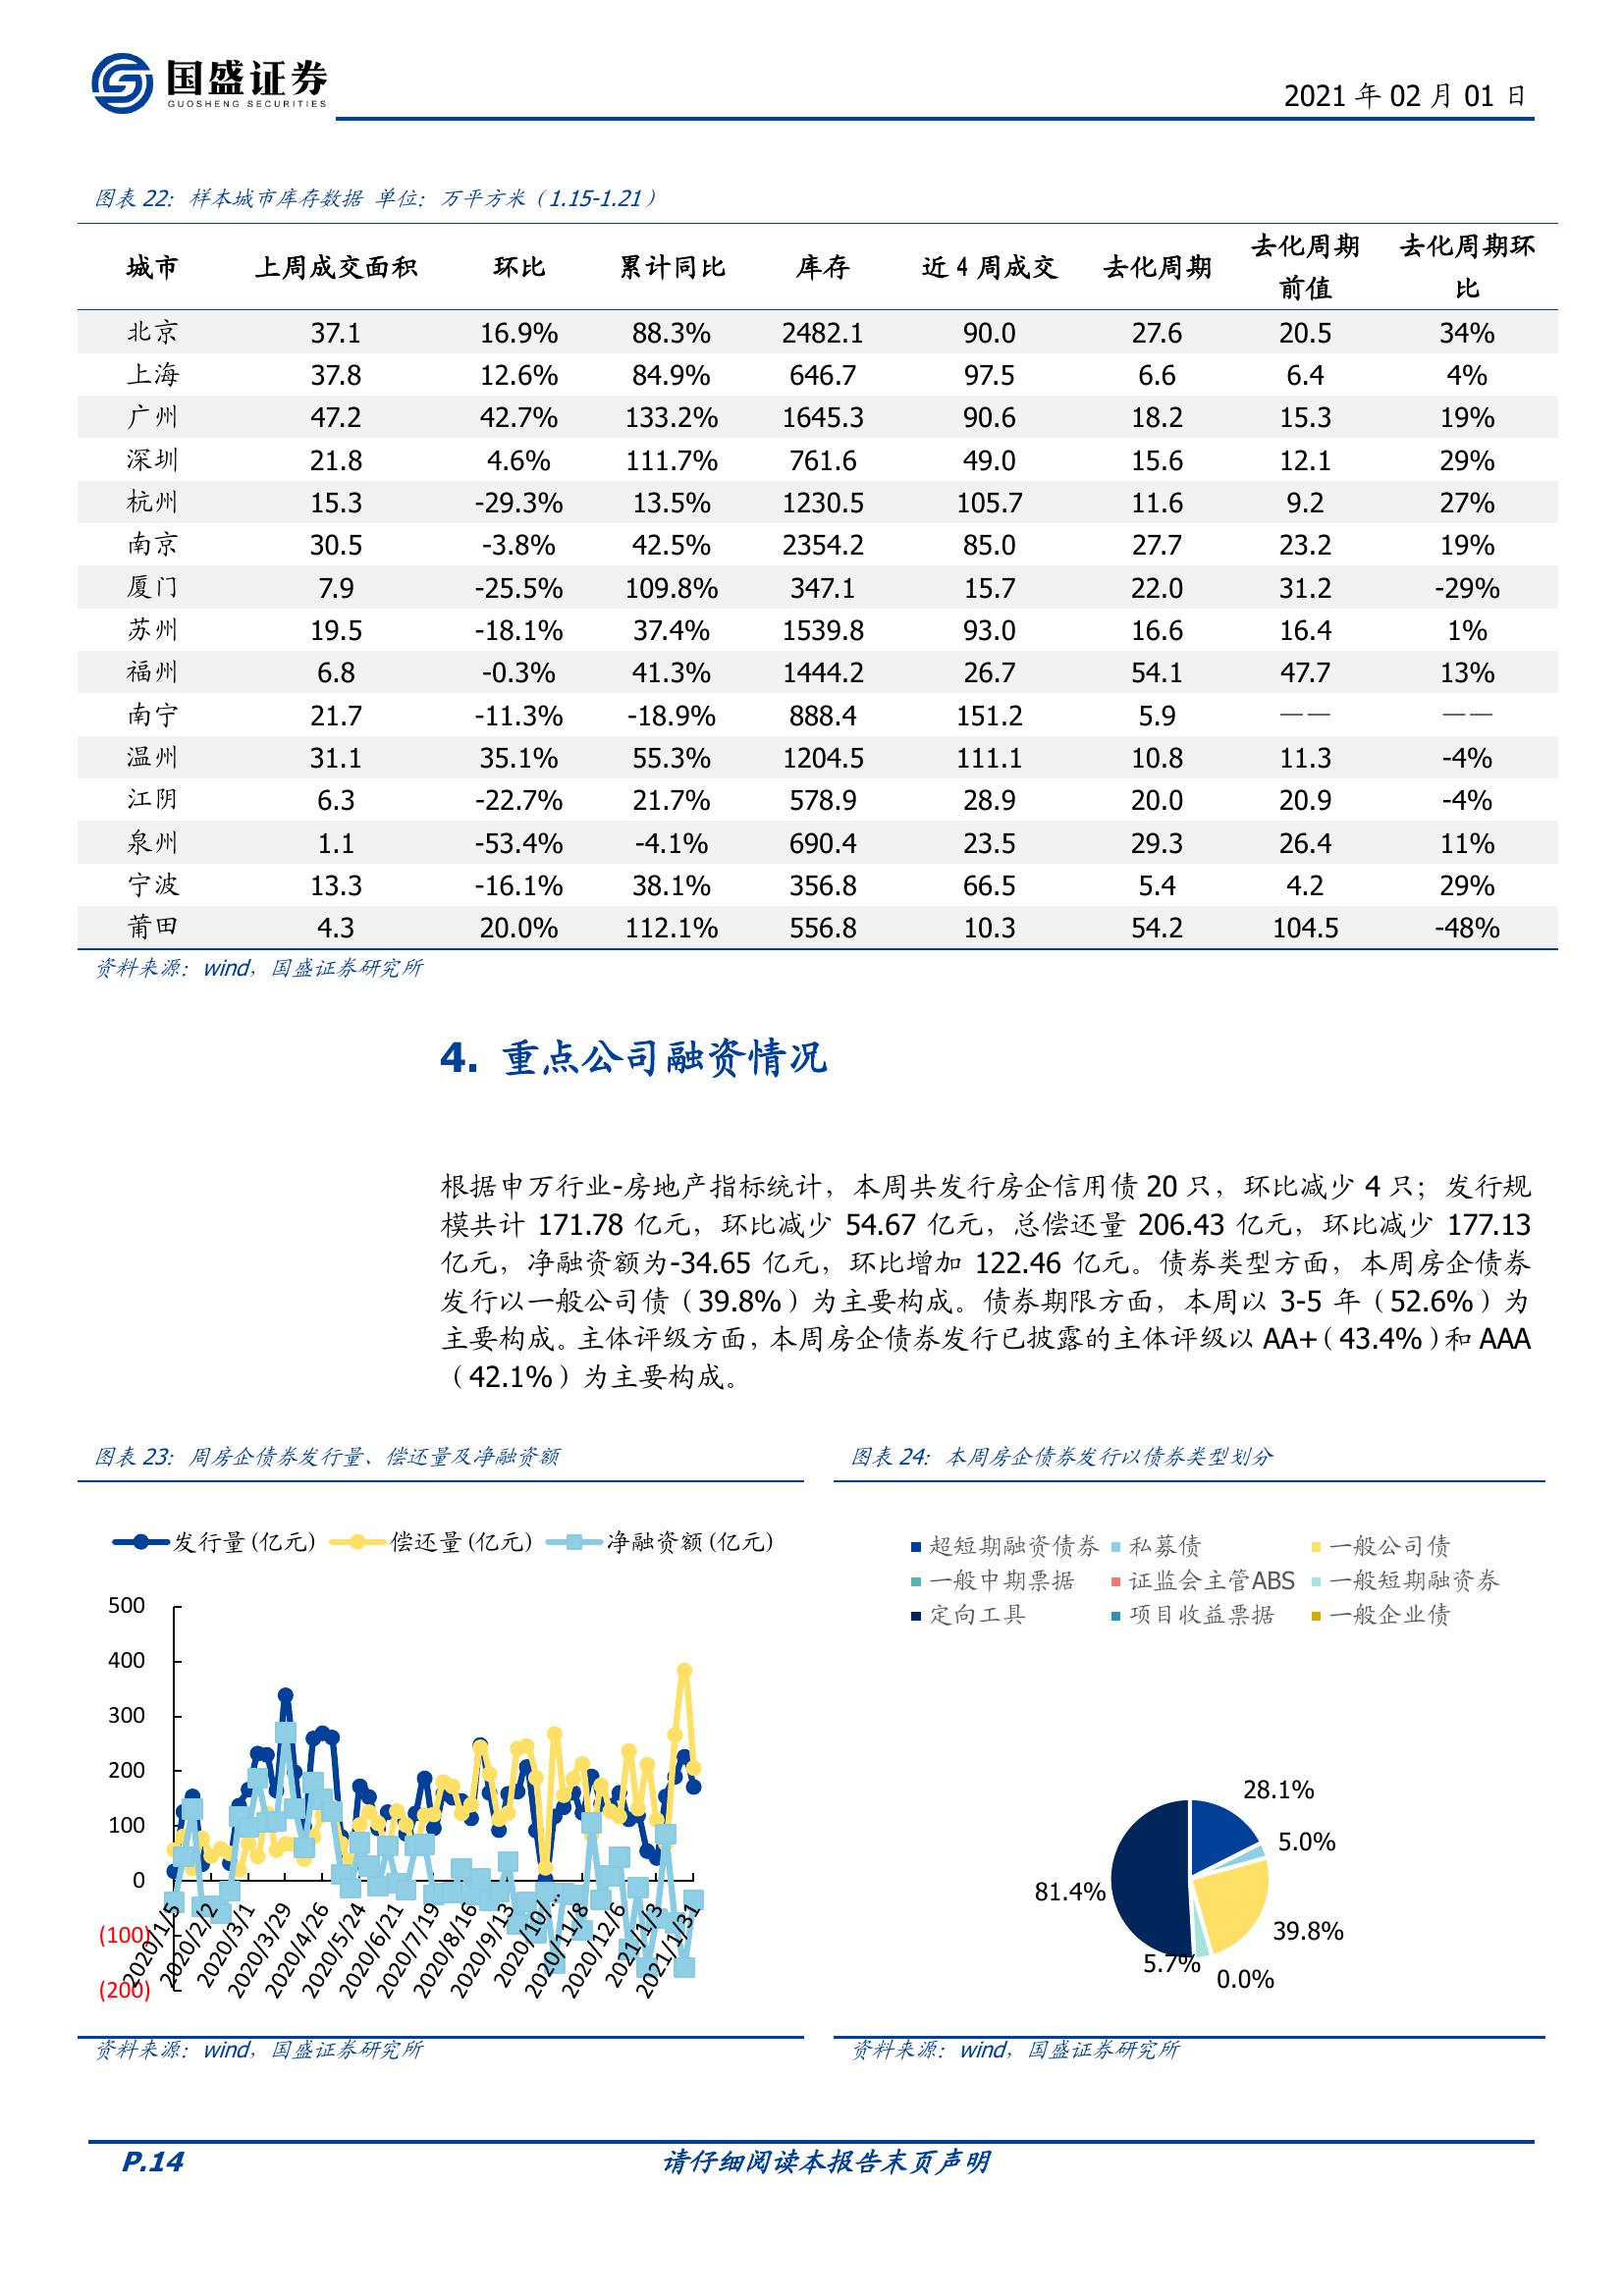 国盛证券
GUOSHENG SECURITIES
2021 年 02 月 01 日
图表 22：样本城市库存数据 单位：万平方米（1.15-1.21）
城市 上周成交面积 环比 累计同比 库存 近 4 周成交 去化周期 去化周期前值 去化周期环比
北京 37.1 16.9% 88.3% 2482.1 90.0 27.6 20.5 34%
上海 37.8 12.6% 84.9% 646.7 97.5 6.6 6.4 4%
广州 47.2 42.7% 133.2% 1645.3 90.6 18.2 15.3 19%
深圳 21.8 4.6% 111.7% 761.6 49.0 15.6 12.1 29%
杭州 15.3 -29.3% 13.5% 1230.5 105.7 11.6 9.2 27%
南京 30.5 -3.8% 42.5% 2354.2 85.0 27.7 23.2 19%
厦门 7.9 -25.5% 109.8% 347.1 15.7 22.0 31.2 -29%
苏州 19.5 -18.1% 37.4% 1539.8 93.0 16.6 16.4 1%
福州 6.8 -0.3% 41.3% 1444.2 26.7 54.1 47.7 13%
南宁 21.7 -11.3% -18.9% 888.4 151.2 5.9 —— ——
温州 31.1 35.1% 55.3% 1204.5 111.1 10.8 11.3 -4%
江阴 6.3 -22.7% 21.7% 578.9 28.9 20.0 20.9 -4%
泉州 1.1 -53.4% -4.1% 690.4 23.5 29.3 26.4 11%
宁波 13.3 -16.1% 38.1% 356.8 66.5 5.4 4.2 29%
莆田 4.3 20.0% 112.1% 556.8 10.3 54.2 104.5 -48%
资料来源：wind，国盛证券研究所
4. 重点公司融资情况
根据申万行业-房地产指标统计，本周共发行房企信用债 20 只，环比减少 4 只；发行规
模共计 171.78 亿元，环比减少 54.67 亿元，总偿还量 206.43 亿元，环比减少 177.13
亿元，净融资额为-34.65 亿元，环比增加 122.46 亿元。债券类型方面，本周房企债券
发行以一般公司债（39.8%）为主要构成。债券期限方面，本周以 3-5 年（52.6%）为
主要构成。主体评级方面，本周房企债券发行已披露的主体评级以 AA+（43.4%）和 AAA
（42.1%）为主要构成。
图表 23：周房企债券发行量、偿还量及净融资额
发行量(亿元) 偿还量(亿元) 净融资额(亿元)
500
400
300
200
100
0
(100)
(200)
2020/1/5 2020/2/2 2020/3/1 2020/3/29 2020/4/26 2020/5/24 2020/6/21 2020/7/19 2020/8/16 2020/9/13 2020/10/… 2020/11/8 2020/12/6 2021/1/3 2021/1/31
资料来源：wind，国盛证券研究所
图表 24：本周房企债券发行以债券类型划分
超短期融资债券 私募债 一般公司债
一般中期票据 证监会主管ABS 一般短期融资券
定向工具 项目收益票据 一般企业债
28.1%
5.0%
81.4%
39.8%
5.7%
0.0%
资料来源：wind，国盛证券研究所
P.14
请仔细阅读本报告末页声明